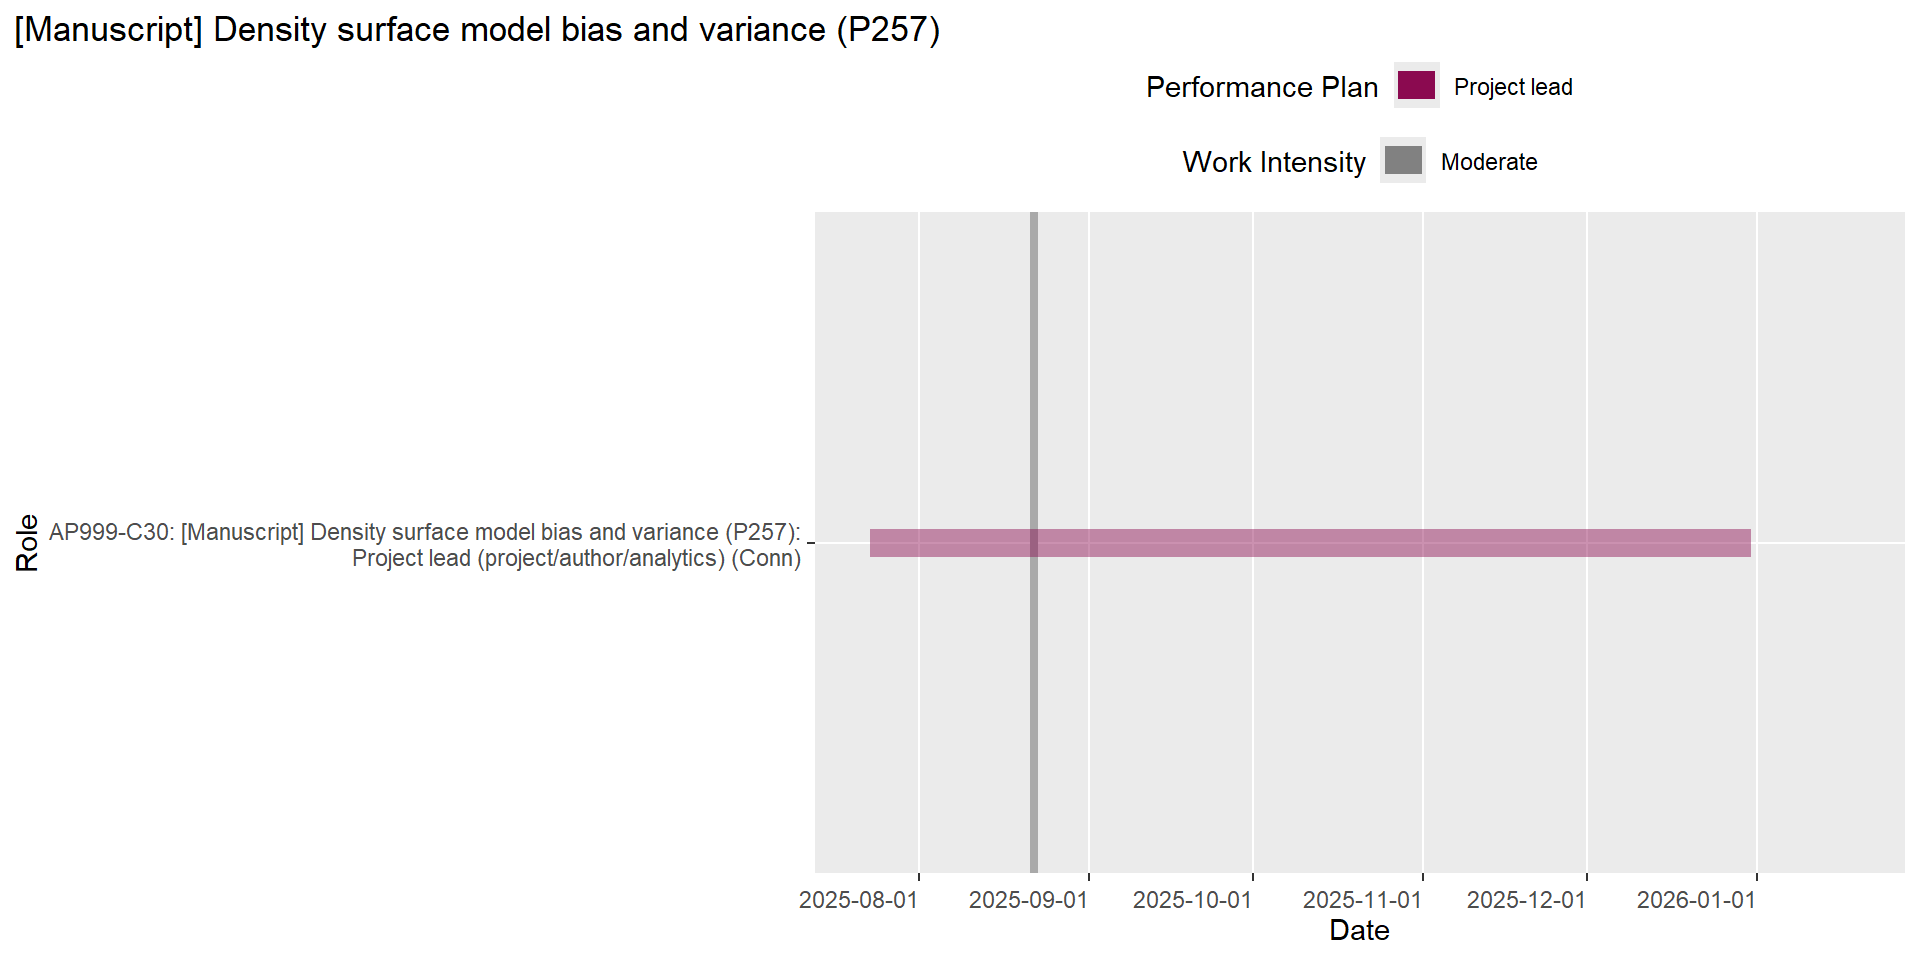 [Manuscript] Density surface model bias and variance (P257)
Performance Plan
Project lead
Work Intensity
Moderate
Role
AP999-C30: [Manuscript] Density surface model bias and variance (P257):
Project lead (project/author/analytics) (Conn)
2025-08-01
2025-09-01
2025-10-01
2025-11-01
2025-12-01
2026-01-01
Date